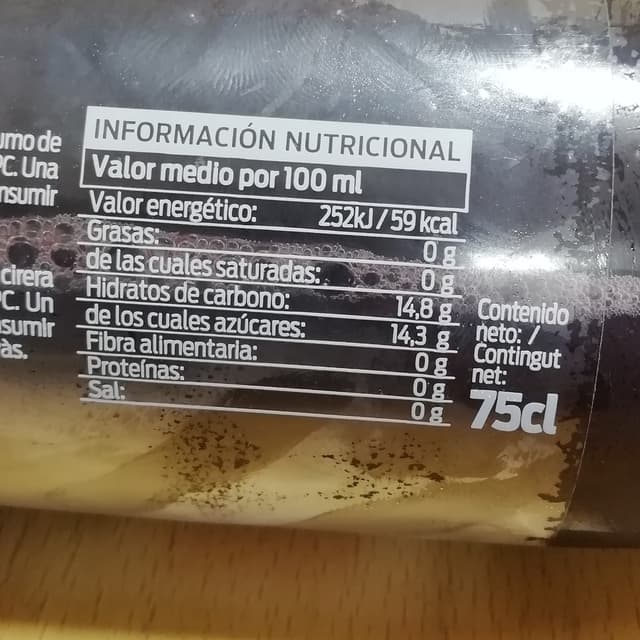 umo de
PC. Una
nsumir
cirera
PC. Un
nsumir
às.
INFORMACIÓN NUTRICIONAL
Valor medio por 100 ml
Valor energético: 252kJ / 59 kcal
Grasas: 0 g
de las cuales saturadas: 0 g
Hidratos de carbono: 14,8 g
de los cuales azúcares: 14,3 g
Fibra alimentaria: 0 g
Proteínas: 0 g
Sal: 0 g
Contenido
neto: /
Contingut
net:
75cl